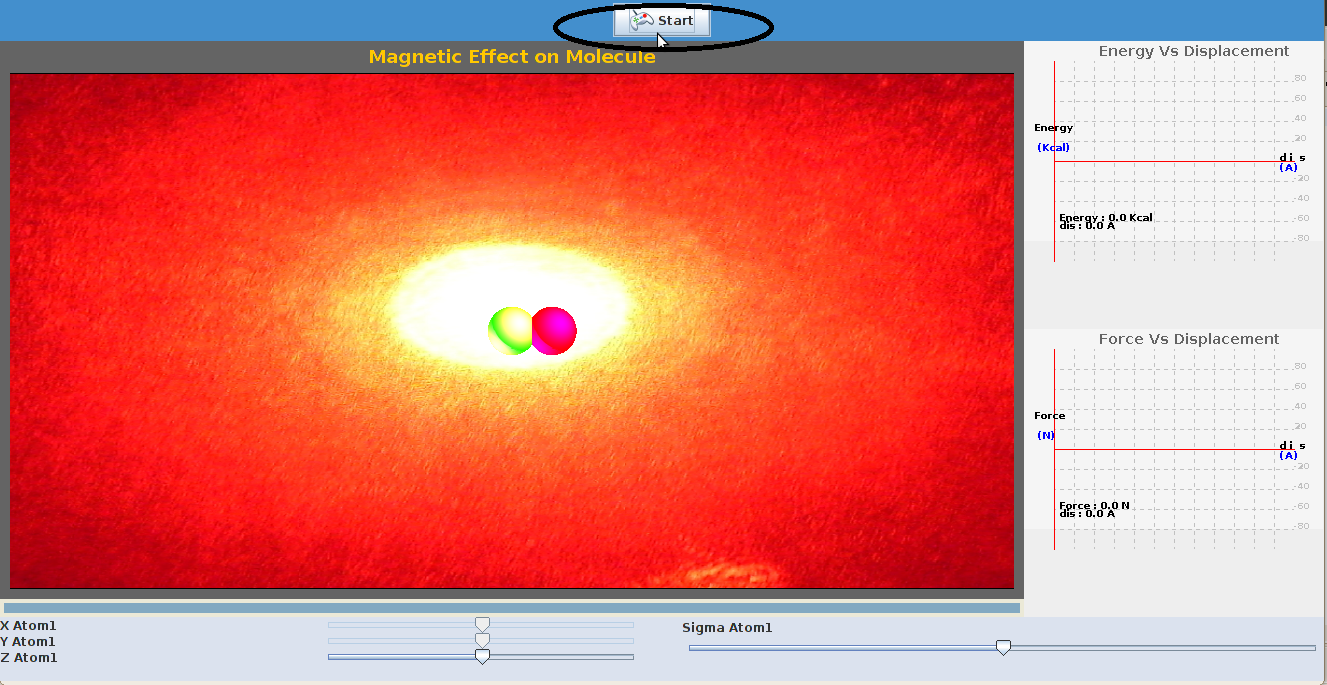 Start
Magnetic Effect on Molecule
Energy Vs Displacement
80
60
40
20
Energy
(Kcal)
d i s
(A)
-20
-40
-60
-80
Energy : 0.0 Kcal
dis : 0.0 A
Force Vs Displacement
80
60
40
20
Force
(N)
d i s
(A)
-20
-40
-60
-80
Force : 0.0 N
dis : 0.0 A
X Atom1
Y Atom1
Z Atom1
Sigma Atom1